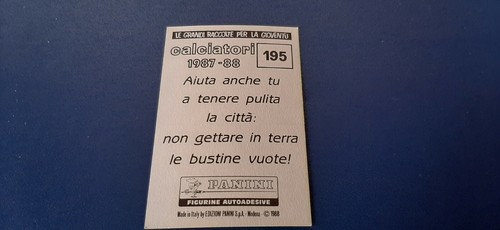 LE GRANDI RACCOLTE PER LA GIOVENTÙ
calciatori
1987-88
195
Aiuta anche tu
a tenere pulita
la città:
non gettare in terra
le bustine vuote!
PANINI
FIGURINE AUTOADESIVE
Made in Italy by EDIZIONI PANINI S.p.A. - Modena - © 1988